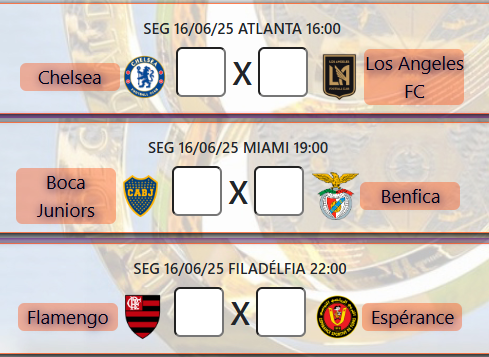 SEG 16/06/25 ATLANTA 16:00
Chelsea X Los Angeles FC
SEG 16/06/25 MIAMI 19:00
Boca Juniors X Benfica
CABJ
SEG 16/06/25 FILADÉLFIA 22:00
Flamengo X Espérance